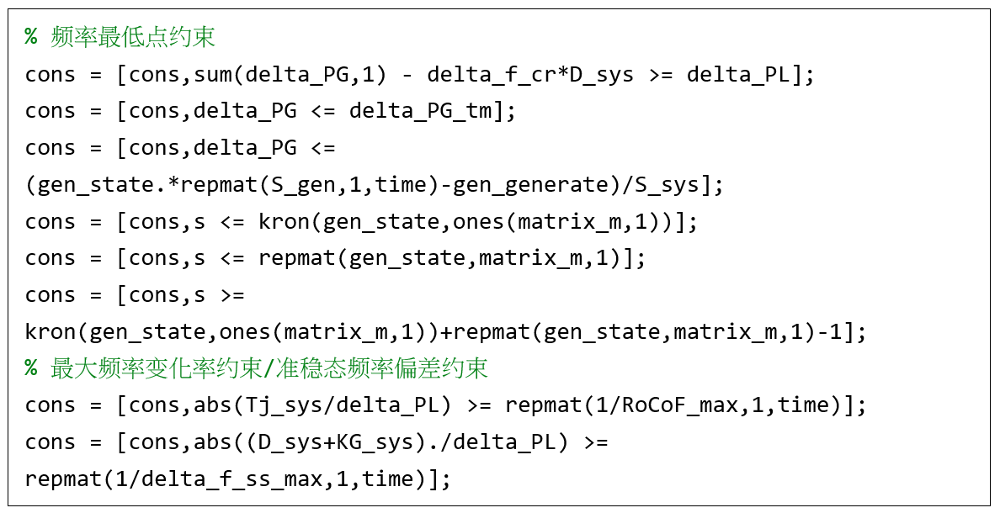 % 频率最低点约束
cons = [cons,sum(delta_PG,1) - delta_f_cr*D_sys >= delta_PL];
cons = [cons,delta_PG <= delta_PG_tm];
cons = [cons,delta_PG <=
(gen_state.*repmat(S_gen,1,time)-gen_generate)/S_sys];
cons = [cons,s <= kron(gen_state,ones(matrix_m,1))];
cons = [cons,s <= repmat(gen_state,matrix_m,1)];
cons = [cons,s >=
kron(gen_state,ones(matrix_m,1))+repmat(gen_state,matrix_m,1)-1];
% 最大频率变化率约束/准稳态频率偏差约束
cons = [cons,abs(Tj_sys/delta_PL) >= repmat(1/RoCoF_max,1,time)];
cons = [cons,abs((D_sys+KG_sys)./delta_PL) >=
repmat(1/delta_f_ss_max,1,time)];